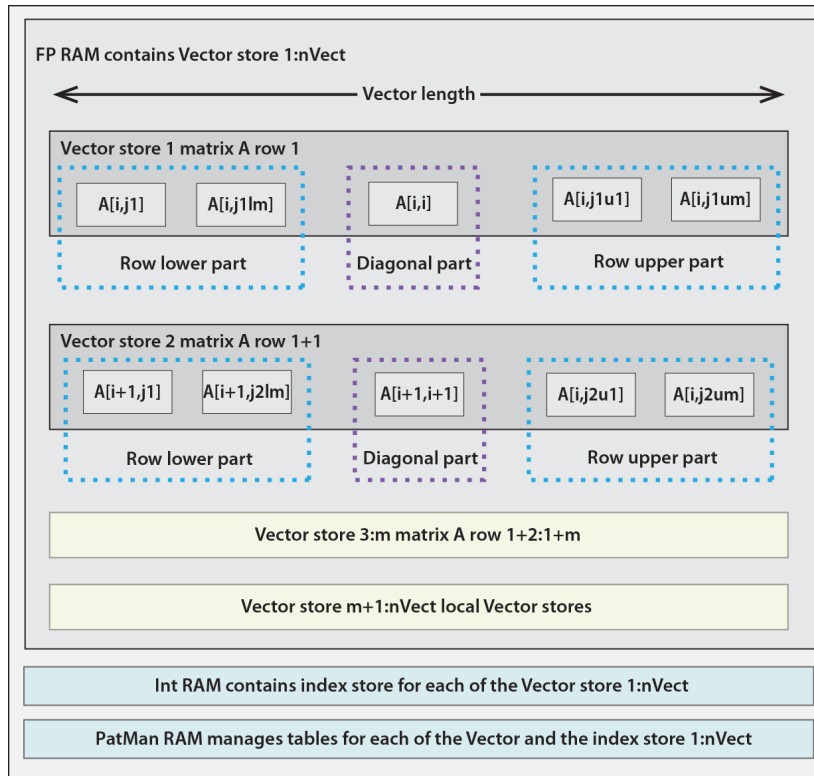 FP RAM contains Vector store 1:nVect
Vector length
Vector store 1 matrix A row 1
A[i,j1]
A[i,j1lm]
A[i,i]
A[i,j1u1]
A[i,j1um]
Row lower part
Diagonal part
Row upper part
Vector store 2 matrix A row 1+1
A[i+1,j1]
A[i+1,j2lm]
A[i+1,i+1]
A[i,j2u1]
A[i,j2um]
Row lower part
Diagonal part
Row upper part
Vector store 3:m matrix A row 1+2:1+m
Vector store m+1:nVect local Vector stores
Int RAM contains index store for each of the Vector store 1:nVect
PatMan RAM manages tables for each of the Vector and the index store 1:nVect